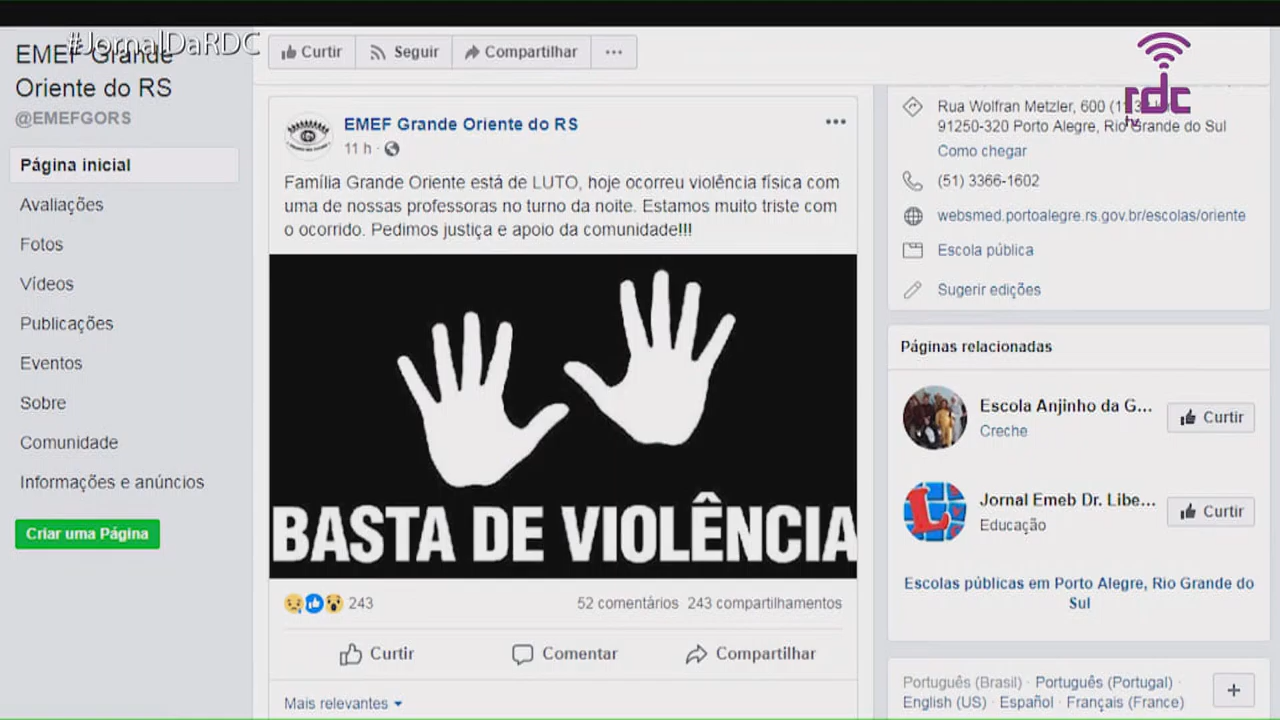 #JornalDaRDC
EMEF Grande
Oriente do RS
@EMEFGORS
Página inicial
Avaliações
Fotos
Vídeos
Publicações
Eventos
Sobre
Comunidade
Informações e anúncios
Criar uma Página
Curtir Seguir Compartilhar ...
EMEF Grande Oriente do RS
11 h ·
Família Grande Oriente está de LUTO, hoje ocorreu violência física com
uma de nossas professoras no turno da noite. Estamos muito triste com
o ocorrido. Pedimos justiça e apoio da comunidade!!!
BASTA DE VIOLÊNCIA
243 52 comentários 243 compartilhamentos
Curtir Comentar Compartilhar
Mais relevantes
rdc
tv
Rua Wolfran Metzler, 600
91250-320 Porto Alegre, Rio Grande do Sul
Como chegar
(51) 3366-1602
websmed.portoalegre.rs.gov.br/escolas/oriente
Escola pública
Sugerir edições
Páginas relacionadas
Escola Anjinho da G...
Creche
Curtir
Jornal Emeb Dr. Libe...
Educação
Curtir
Escolas públicas em Porto Alegre, Rio Grande do
Sul
Português (Brasil) · Português (Portugal) ·
English (US) · Español · Français (France)
+